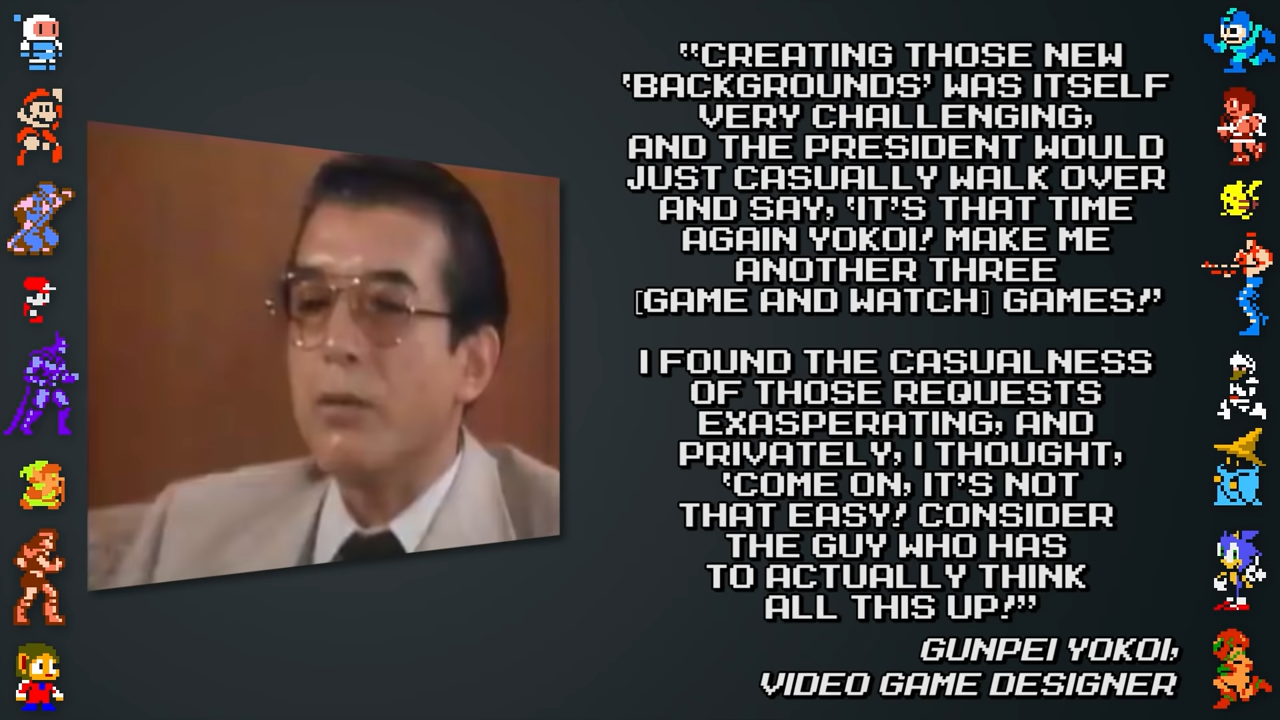 "CREATING THOSE NEW
'BACKGROUNDS' WAS ITSELF
VERY CHALLENGING,
AND THE PRESIDENT WOULD
JUST CASUALLY WALK OVER
AND SAY, 'IT'S THAT TIME
AGAIN YOKOI! MAKE ME
ANOTHER THREE
[GAME AND WATCH] GAMES!'
I FOUND THE CASUALNESS
OF THOSE REQUESTS
EXASPERATING, AND
PRIVATELY, I THOUGHT,
'COME ON, IT'S NOT
THAT EASY! CONSIDER
THE GUY WHO HAS
TO ACTUALLY THINK
ALL THIS UP!"
GUNPEI YOKOI,
VIDEO GAME DESIGNER